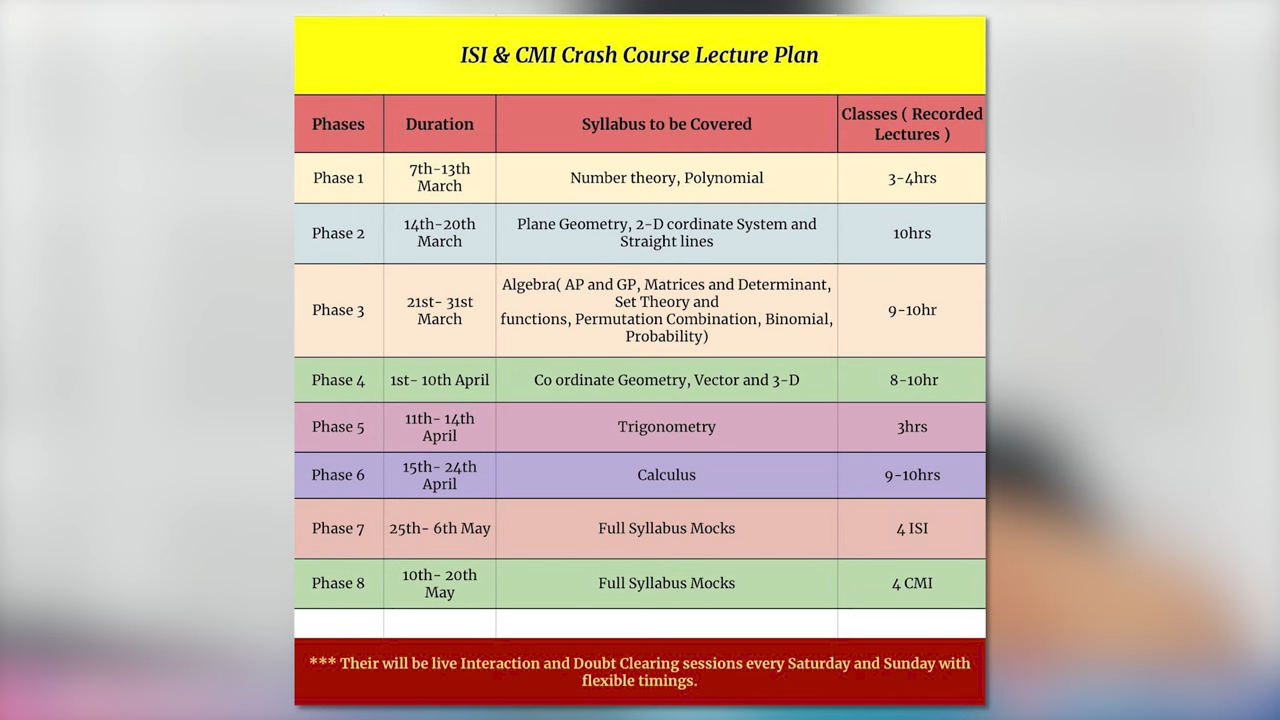 ISI & CMI Crash Course Lecture Plan
Phases
Duration
Syllabus to be Covered
Classes ( Recorded
Lectures )
Phase 1
7th-13th
March
Number theory, Polynomial
3-4hrs
Phase 2
14th-20th
March
Plane Geometry, 2-D cordinate System and
Straight lines
10hrs
Phase 3
21st- 31st
March
Algebra( AP and GP, Matrices and Determinant,
Set Theory and
functions, Permutation Combination, Binomial,
Probability)
9-10hr
Phase 4
1st- 10th April
Co ordinate Geometry, Vector and 3-D
8-10hr
Phase 5
11th- 14th
April
Trigonometry
3hrs
Phase 6
15th- 24th
April
Calculus
9-10hrs
Phase 7
25th- 6th May
Full Syllabus Mocks
4 ISI
Phase 8
10th- 20th
May
Full Syllabus Mocks
4 CMI
*** Their will be live Interaction and Doubt Clearing sessions every Saturday and Sunday with
flexible timings.